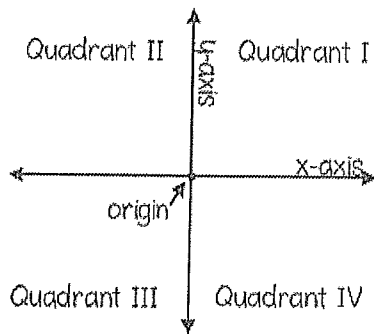 Quadrant II
Quadrant I
y-axis
x-axis
origin
Quadrant III
Quadrant IV